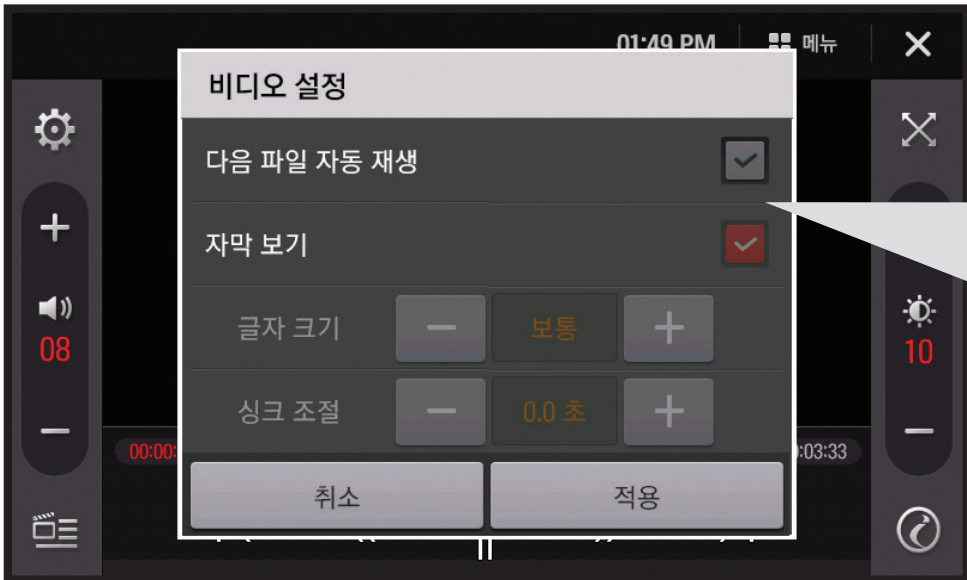 01:49 PM 메뉴
비디오 설정
다음 파일 자동 재생
자막 보기
글자 크기 보통
08
10
싱크 조절 0.0 초
00:00: :03:33
취소 적용